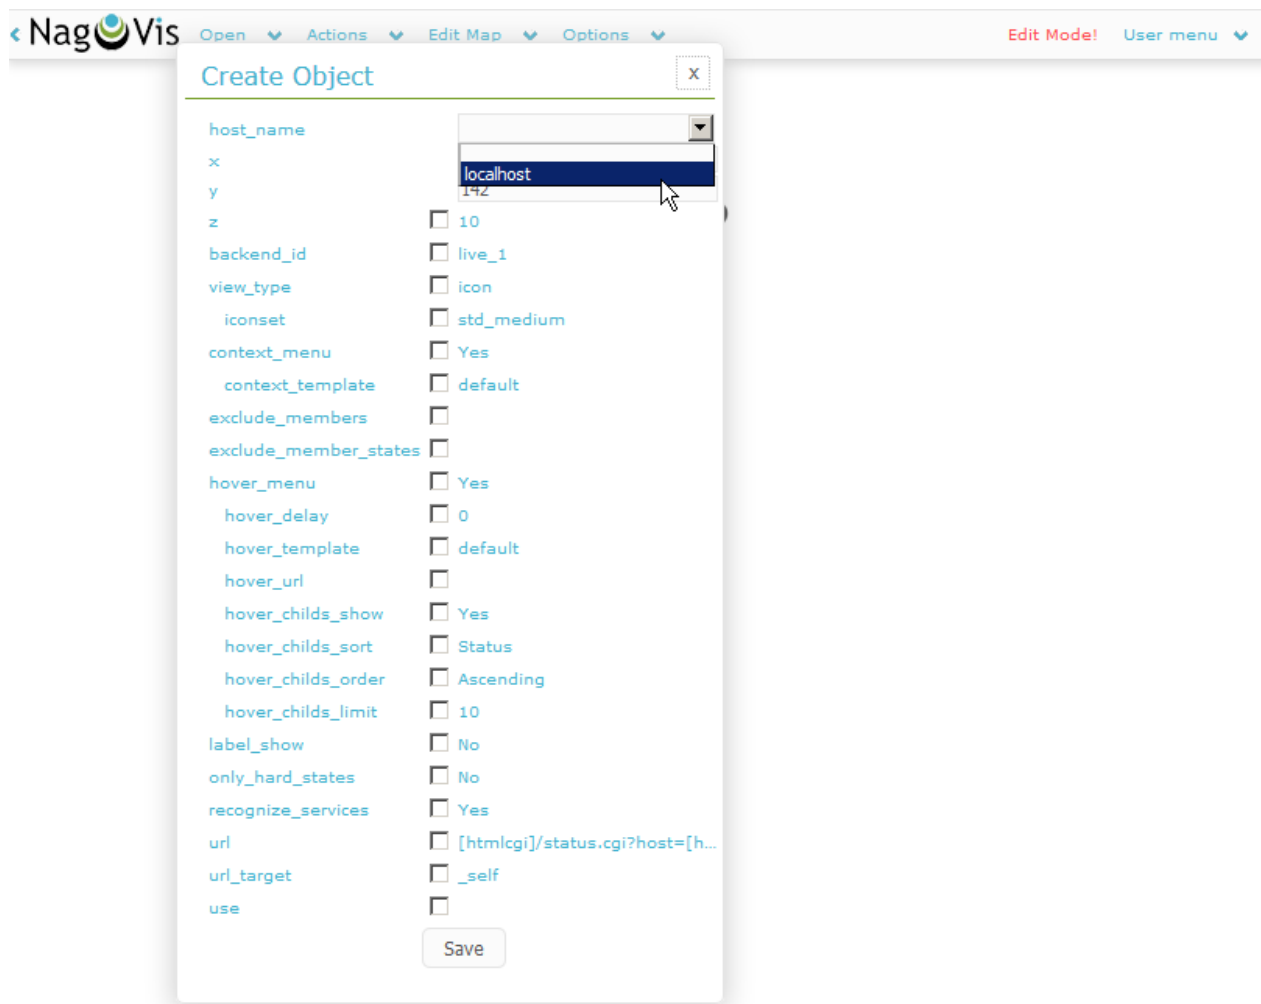 NagVis Open Actions Edit Map Options Edit Mode! User menu
Create Object x
host_name
x localhost
y 142
z 10
backend_id live_1
view_type icon
iconset std_medium
context_menu Yes
context_template default
exclude_members
exclude_member_states
hover_menu Yes
hover_delay 0
hover_template default
hover_url
hover_childs_show Yes
hover_childs_sort Status
hover_childs_order Ascending
hover_childs_limit 10
label_show No
only_hard_states No
recognize_services Yes
url [htmlcgi]/status.cgi?host=[h...
url_target _self
use
Save